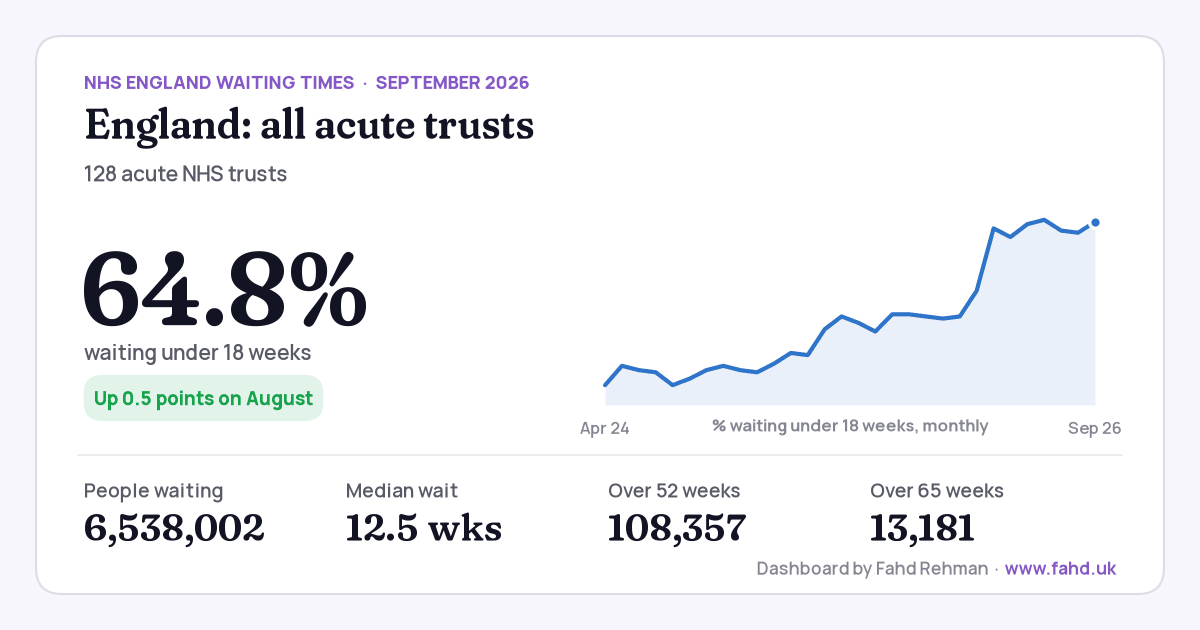 NHS ENGLAND WAITING TIMES · SEPTEMBER 2026
England: all acute trusts
128 acute NHS trusts
64.8%
waiting under 18 weeks
Up 0.5 points on August
Apr 24
% waiting under 18 weeks, monthly
Sep 26
People waiting
6,538,002
Median wait
12.5 wks
Over 52 weeks
108,357
Over 65 weeks
13,181
Dashboard by Fahd Rehman · www.fahd.uk